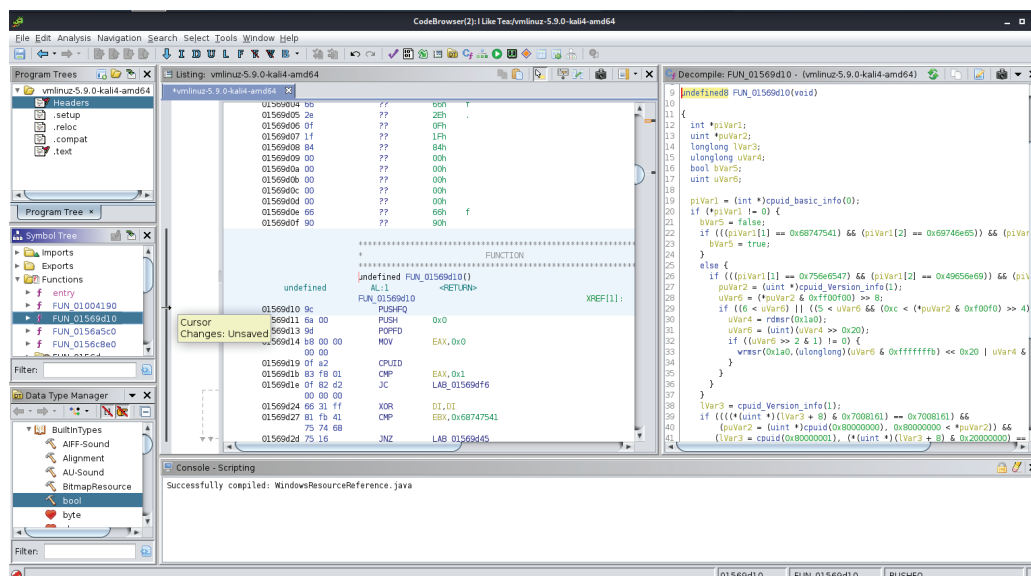 CodeBrowser(2): I Like Tea:/vmlinuz-5.9.0-kali4-amd64
File Edit Analysis Navigation Search Select Tools Window Help
Program Trees
vmlinuz-5.9.0-kali4-amd64
Headers
.setup
.reloc
.compat
.text
Program Tree ×
Symbol Tree
Imports
Exports
Functions
f entry
f FUN_01004190
f FUN_01569d10
f FUN_0156a5c0
f FUN_0156c8e0
Filter:
Data Type Manager
BuiltInTypes
AIFF-Sound
Alignment
AU-Sound
BitmapResource
bool
byte
Filter:
Listing: vmlinuz-5.9.0-kali4-amd64
*vmlinuz-5.9.0-kali4-amd64
01569d04 66 ?? 66h f
01569d05 2e ?? 2Eh .
01569d06 0f ?? 0Fh
01569d07 1f ?? 1Fh
01569d08 84 ?? 84h
01569d09 00 ?? 00h
01569d0a 00 ?? 00h
01569d0b 00 ?? 00h
01569d0c 00 ?? 00h
01569d0d 00 ?? 00h
01569d0e 66 ?? 66h f
01569d0f 90 ?? 90h
* FUNCTION
undefined FUN_01569d10()
undefined AL:1 <RETURN>
FUN_01569d10 XREF[1]:
01569d10 9c PUSHFQ
01569d11 6a 00 PUSH 0x0
01569d13 9d POPFD
01569d14 b8 00 00 MOV EAX,0x0
00 00
01569d19 0f a2 CPUID
01569d1b 83 f8 01 CMP EAX,0x1
01569d1e 0f 82 d2 JC LAB_01569df6
00 00 00
01569d24 66 31 ff XOR DI,DI
01569d27 81 fb 41 CMP EBX,0x68747541
75 74 68
01569d2d 75 16 JNZ LAB_01569d45
Cursor
Changes: Unsaved
Decompile: FUN_01569d10 - (vmlinuz-5.9.0-kali4-amd64)
9 undefined8 FUN_01569d10(void)
10
11 {
12 int *piVar1;
13 uint *puVar2;
14 longlong lVar3;
15 ulonglong uVar4;
16 bool bVar5;
17 uint uVar6;
18
19 piVar1 = (int *)cpuid_basic_info(0);
20 if (*piVar1 != 0) {
21 bVar5 = false;
22 if (((piVar1[1] == 0x68747541) && (piVar1[2] == 0x69746e65)) && (piVar
23 bVar5 = true;
24 }
25 else {
26 if (((piVar1[1] == 0x756e6547) && (piVar1[2] == 0x49656e69)) && (piV
27 puVar2 = (uint *)cpuid_Version_info(1);
28 uVar6 = (*puVar2 & 0xff00f00) >> 8;
29 if ((6 < uVar6) || ((5 < uVar6 && (0xc < (*puVar2 & 0xf00f0) >> 4)
30 uVar4 = rdmsr(0x1a0);
31 uVar6 = (uint)(uVar4 >> 0x20);
32 if ((uVar6 >> 2 & 1) != 0) {
33 wrmsr(0x1a0,(ulonglong)(uVar6 & 0xfffffffb) << 0x20 | uVar4 &
34 }
35 }
36 }
37 }
38 lVar3 = cpuid_Version_info(1);
39 if ((((*(uint *)(lVar3 + 8) & 0x7008161) == 0x7008161) &&
40 (puVar2 = (uint *)cpuid(0x80000000), 0x80000000 < *puVar2)) &&
41 (lVar3 = cpuid(0x80000001), (*(uint *)(lVar3 + 8) & 0x20000000) ==
Console - Scripting
Successfully compiled: WindowsResourceReference.java
01569d10 FUN_01569d10 PUSHFQ